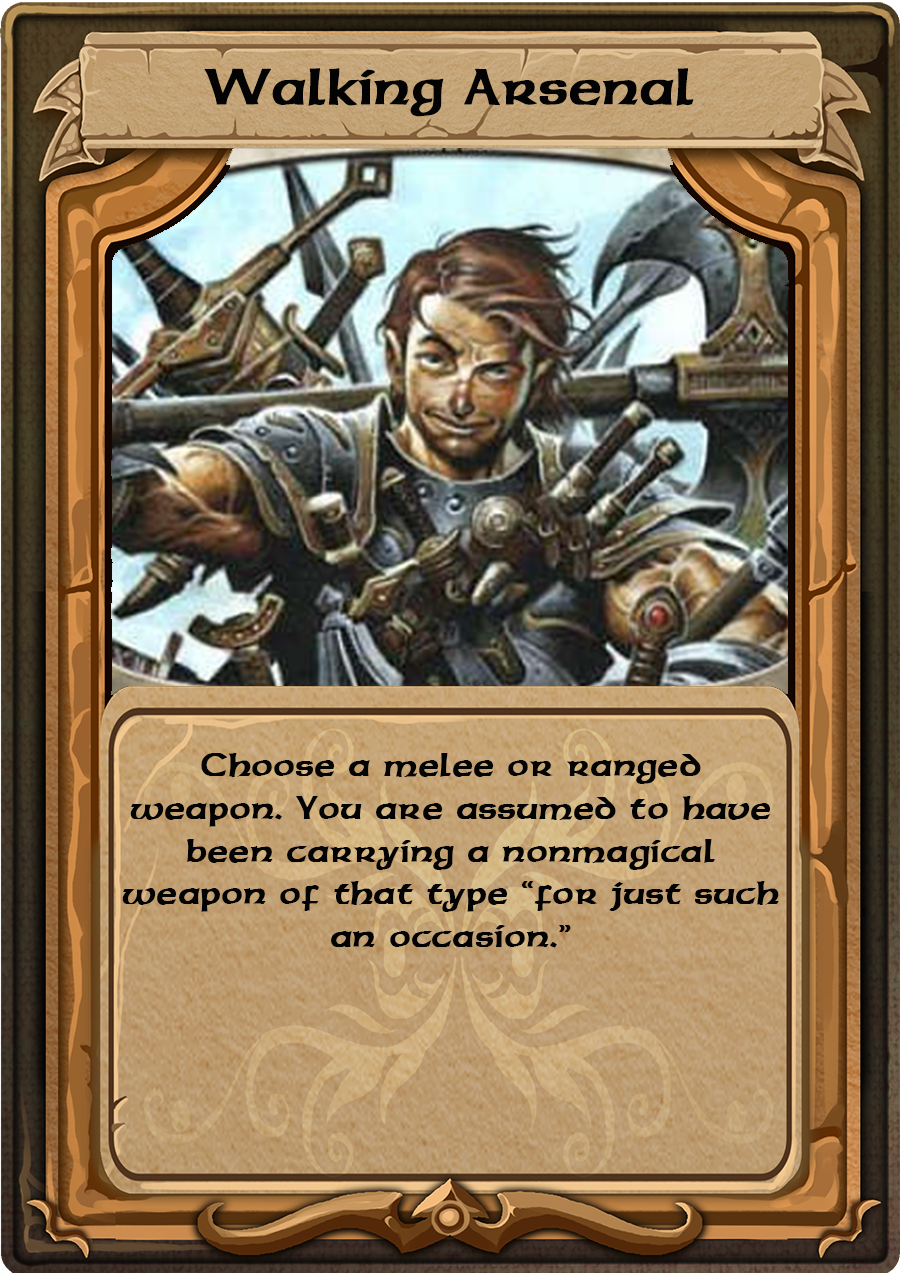 Walking Arsenal
Choose a melee or ranged
weapon. You are assumed to have
been carrying a nonmagical
weapon of that type “for just such
an occasion.”